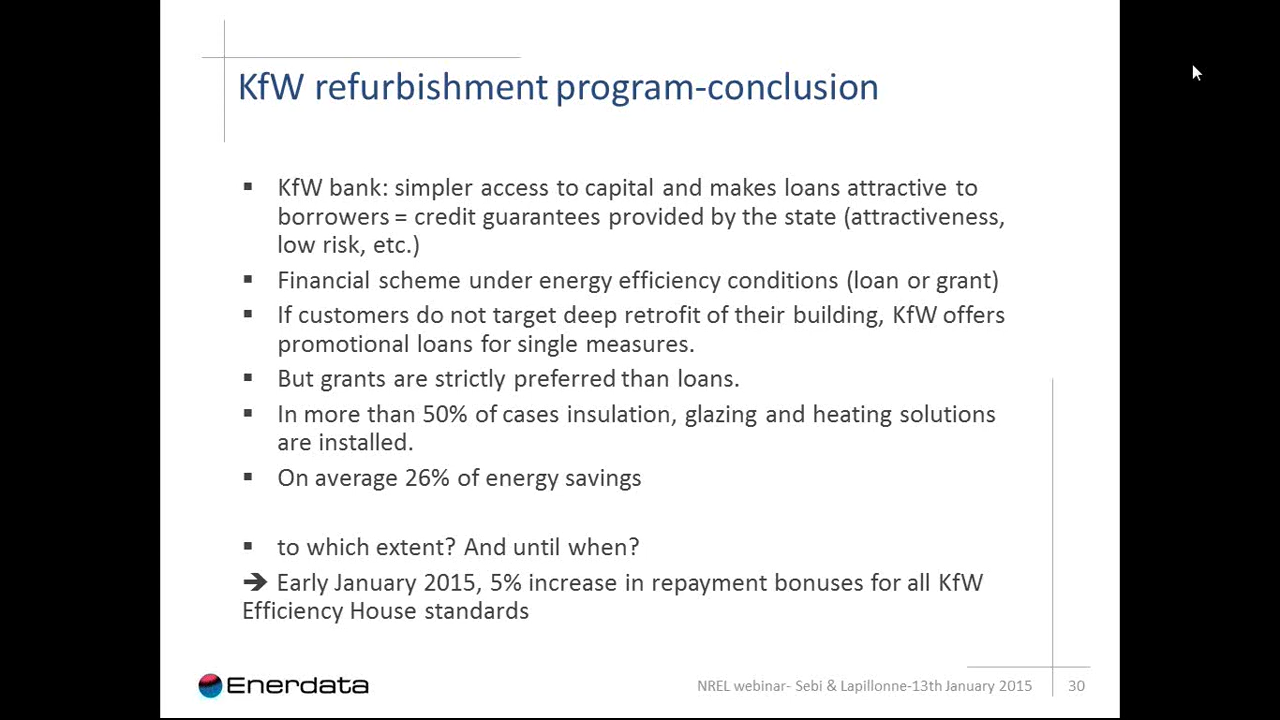 KfW refurbishment program-conclusion
▪ KfW bank: simpler access to capital and makes loans attractive to
borrowers = credit guarantees provided by the state (attractiveness,
low risk, etc.)
▪ Financial scheme under energy efficiency conditions (loan or grant)
▪ If customers do not target deep retrofit of their building, KfW offers
promotional loans for single measures.
▪ But grants are strictly preferred than loans.
▪ In more than 50% of cases insulation, glazing and heating solutions
are installed.
▪ On average 26% of energy savings
▪ to which extent? And until when?
➔ Early January 2015, 5% increase in repayment bonuses for all KfW
Efficiency House standards
Enerdata
NREL webinar- Sebi & Lapillonne-13th January 2015
30